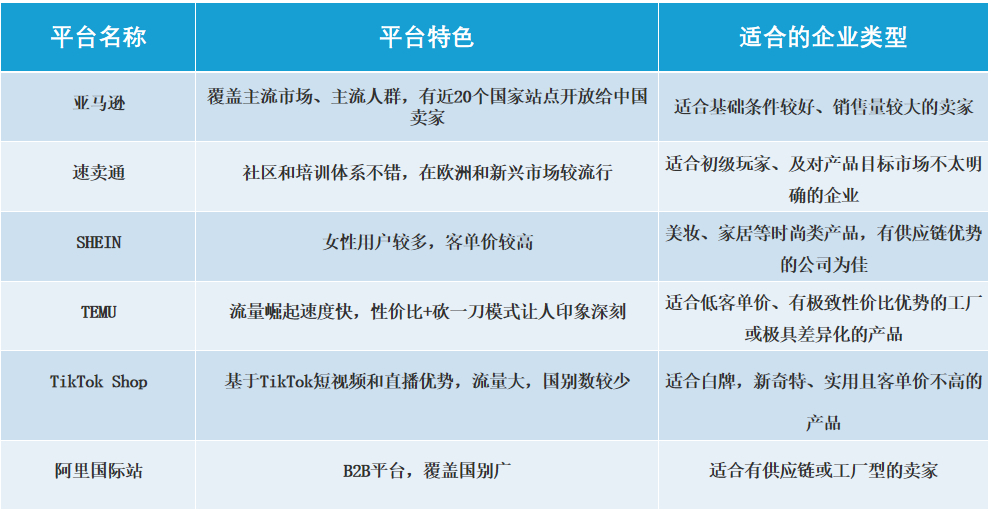 平台名称
平台特色
适合的企业类型
亚马逊
覆盖主流市场、主流人群，有近20个国家站点开放给中国
卖家
适合基础条件较好、销售量较大的卖家
速卖通
社区和培训体系不错，在欧洲和新兴市场较流行
适合初级玩家、及对产品目标市场不太明
确的企业
SHEIN
女性用户较多，客单价较高
美妆、家居等时尚类产品，有供应链优势
的公司为佳
TEMU
流量崛起速度快，性价比+砍一刀模式让人印象深刻
适合低客单价、有极致性价比优势的工厂
或极具差异化的产品
TikTok Shop
基于TikTok短视频和直播优势，流量大，国别数较少
适合白牌，新奇特、实用且客单价不高的
产品
阿里国际站
B2B平台，覆盖国别广
适合有供应链或工厂型的卖家